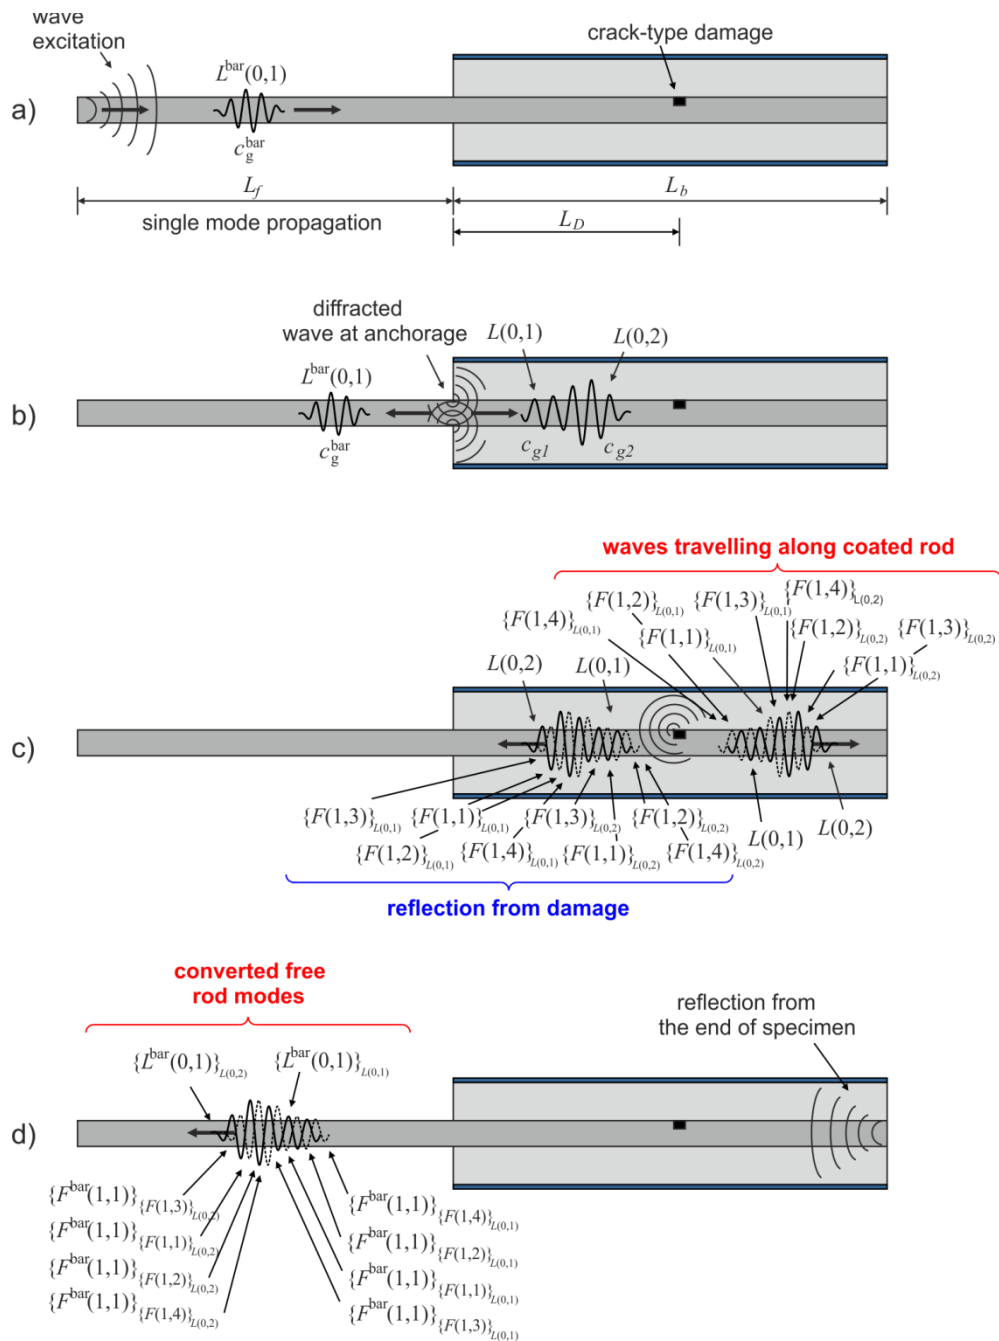 wave
excitation
crack-type damage
L^bar(0,1)
a)
c_g^bar
L_f
L_b
single mode propagation
L_D
diffracted
wave at anchorage
L(0,1)
L(0,2)
L^bar(0,1)
b)
c_g^bar
c_g1
c_g2
waves travelling along coated rod
{F(1,4)}_L(0,2)
{F(1,2)}_L(0,1)
{F(1,3)}_L(0,1)
{F(1,4)}_L(0,1)
{F(1,1)}_L(0,1)
{F(1,2)}_L(0,2)
{F(1,3)}_L(0,2)
{F(1,1)}_L(0,2)
L(0,2)
L(0,1)
c)
{F(1,3)}_L(0,1)
{F(1,1)}_L(0,1)
{F(1,3)}_L(0,2)
{F(1,2)}_L(0,2)
L(0,1)
L(0,2)
{F(1,2)}_L(0,1)
{F(1,4)}_L(0,1)
{F(1,1)}_L(0,2)
{F(1,4)}_L(0,2)
reflection from damage
converted free
rod modes
reflection from
the end of specimen
{L^bar(0,1)}_L(0,2)
{L^bar(0,1)}_L(0,1)
d)
{F^bar(1,1)}_{F(1,3)}_L(0,2)
{F^bar(1,1)}_{F(1,1)}_L(0,2)
{F^bar(1,1)}_{F(1,2)}_L(0,2)
{F^bar(1,1)}_{F(1,4)}_L(0,2)
{F^bar(1,1)}_{F(1,4)}_L(0,1)
{F^bar(1,1)}_{F(1,2)}_L(0,1)
{F^bar(1,1)}_{F(1,1)}_L(0,1)
{F^bar(1,1)}_{F(1,3)}_L(0,1)